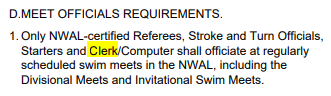 D.MEET OFFICIALS REQUIREMENTS.
1. Only NWAL-certified Referees, Stroke and Turn Officials,
Starters and Clerk/Computer shall officiate at regularly
scheduled swim meets in the NWAL, including the
Divisional Meets and Invitational Swim Meets.